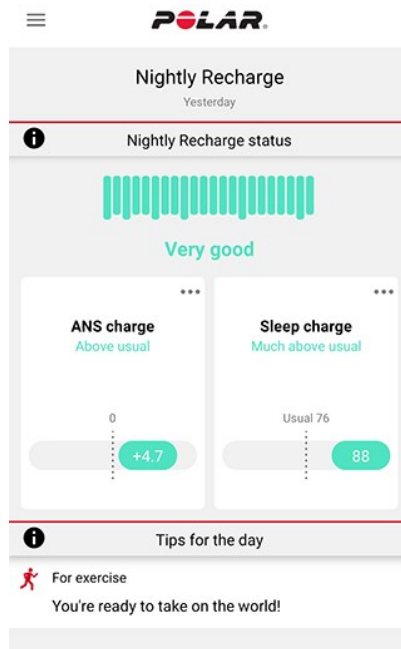 POLAR.
Nightly Recharge
Yesterday
Nightly Recharge status
Very good
ANS charge
Above usual
0
+4.7
Sleep charge
Much above usual
Usual 76
88
Tips for the day
For exercise
You're ready to take on the world!